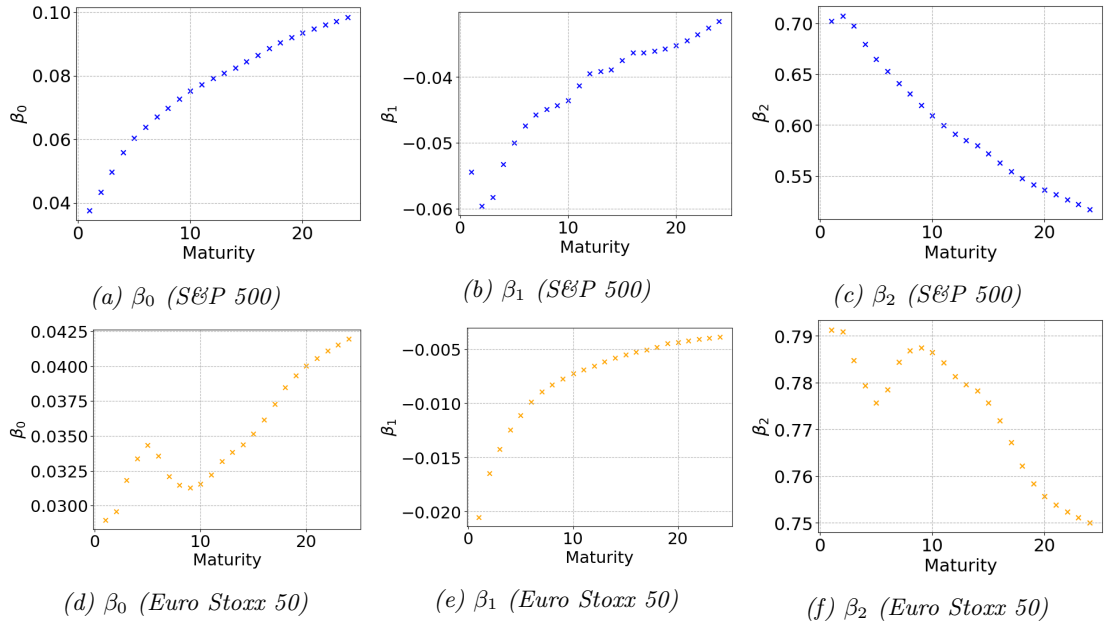 0.10
0.08
0.06
0.04
β0
0
10
20
Maturity
(a) β0 (S&P 500)
−0.04
−0.05
−0.06
β1
0
10
20
Maturity
(b) β1 (S&P 500)
0.70
0.65
0.60
0.55
β2
0
10
20
Maturity
(c) β2 (S&P 500)
0.0425
0.0400
0.0375
0.0350
0.0325
0.0300
β0
0
10
20
Maturity
(d) β0 (Euro Stoxx 50)
−0.005
−0.010
−0.015
−0.020
β1
0
10
20
Maturity
(e) β1 (Euro Stoxx 50)
0.79
0.78
0.77
0.76
0.75
β2
0
10
20
Maturity
(f) β2 (Euro Stoxx 50)